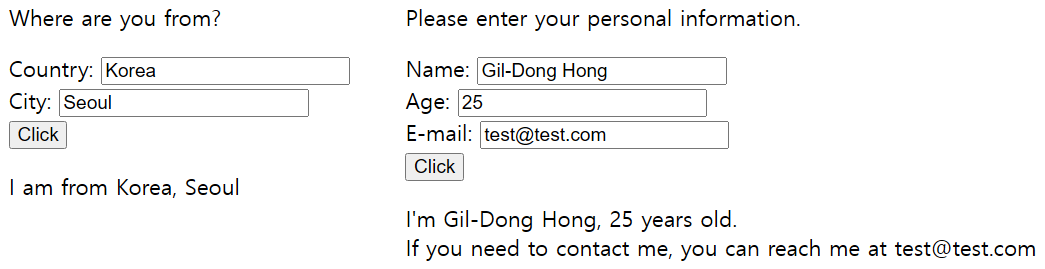 Where are you from?
Country: Korea
City: Seoul
Click
I am from Korea, Seoul
Please enter your personal information.
Name: Gil-Dong Hong
Age: 25
E-mail: test@test.com
Click
I'm Gil-Dong Hong, 25 years old.
If you need to contact me, you can reach me at test@test.com